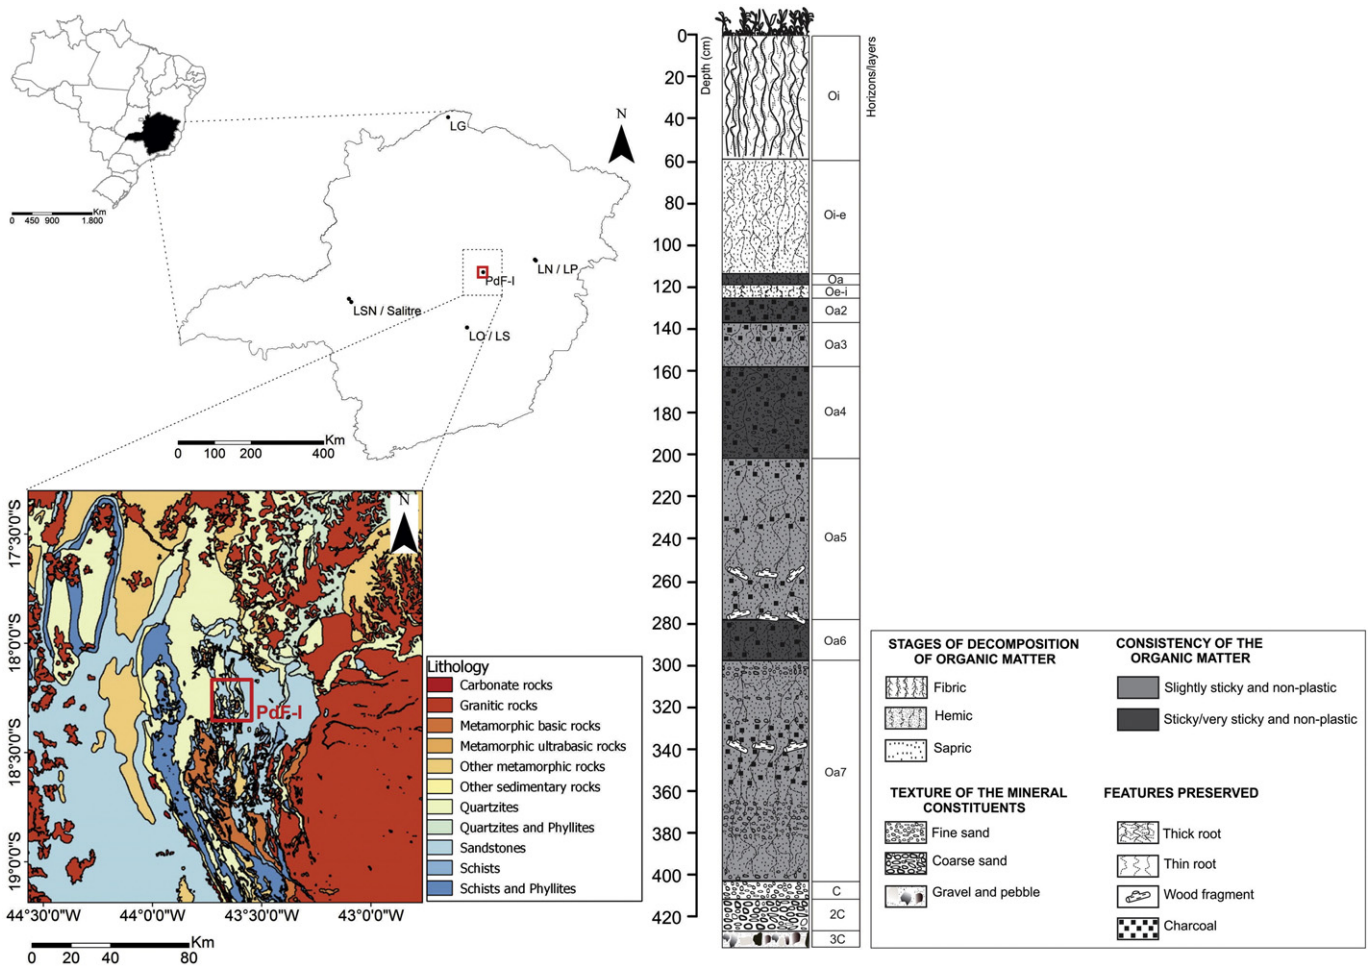 Km
0 450 900 1.800
N
LG
LN / LP
PdF-I
LSN / Salitre
LO / LS
Km
0 100 200 400
N
17°30'0"S
18°0'0"S
18°30'0"S
19°0'0"S
PdF-I
44°30'0"W
44°0'0"W
43°30'0"W
43°0'0"W
Km
0 20 40 80
Lithology
Carbonate rocks
Granitic rocks
Metamorphic basic rocks
Metamorphic ultrabasic rocks
Other metamorphic rocks
Other sedimentary rocks
Quartzites
Quartzites and Phyllites
Sandstones
Schists
Schists and Phyllites
Depth (cm)
Horizons/layers
0
20
40
60
80
100
120
140
160
180
200
220
240
260
280
300
320
340
360
380
400
420
Oi
Oi-e
Oa
Oe-i
Oa2
Oa3
Oa4
Oa5
Oa6
Oa7
C
2C
3C
STAGES OF DECOMPOSITION
OF ORGANIC MATTER
Fibric
Hemic
Sapric
CONSISTENCY OF THE
ORGANIC MATTER
Slightly sticky and non-plastic
Sticky/very sticky and non-plastic
TEXTURE OF THE MINERAL
CONSTITUENTS
Fine sand
Coarse sand
Gravel and pebble
FEATURES PRESERVED
Thick root
Thin root
Wood fragment
Charcoal